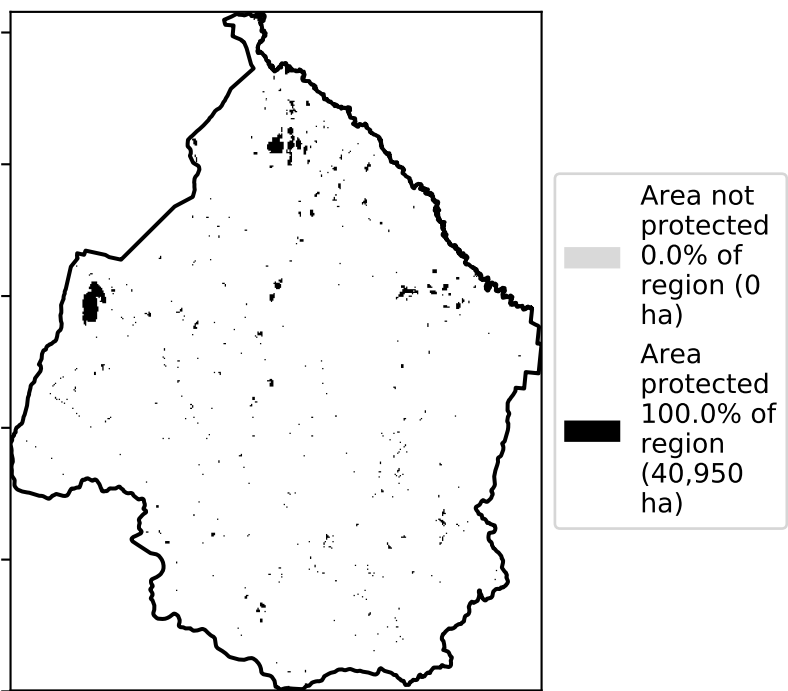 Area not
protected
0.0% of
region (0
ha)
Area
protected
100.0% of
region
(40,950
ha)